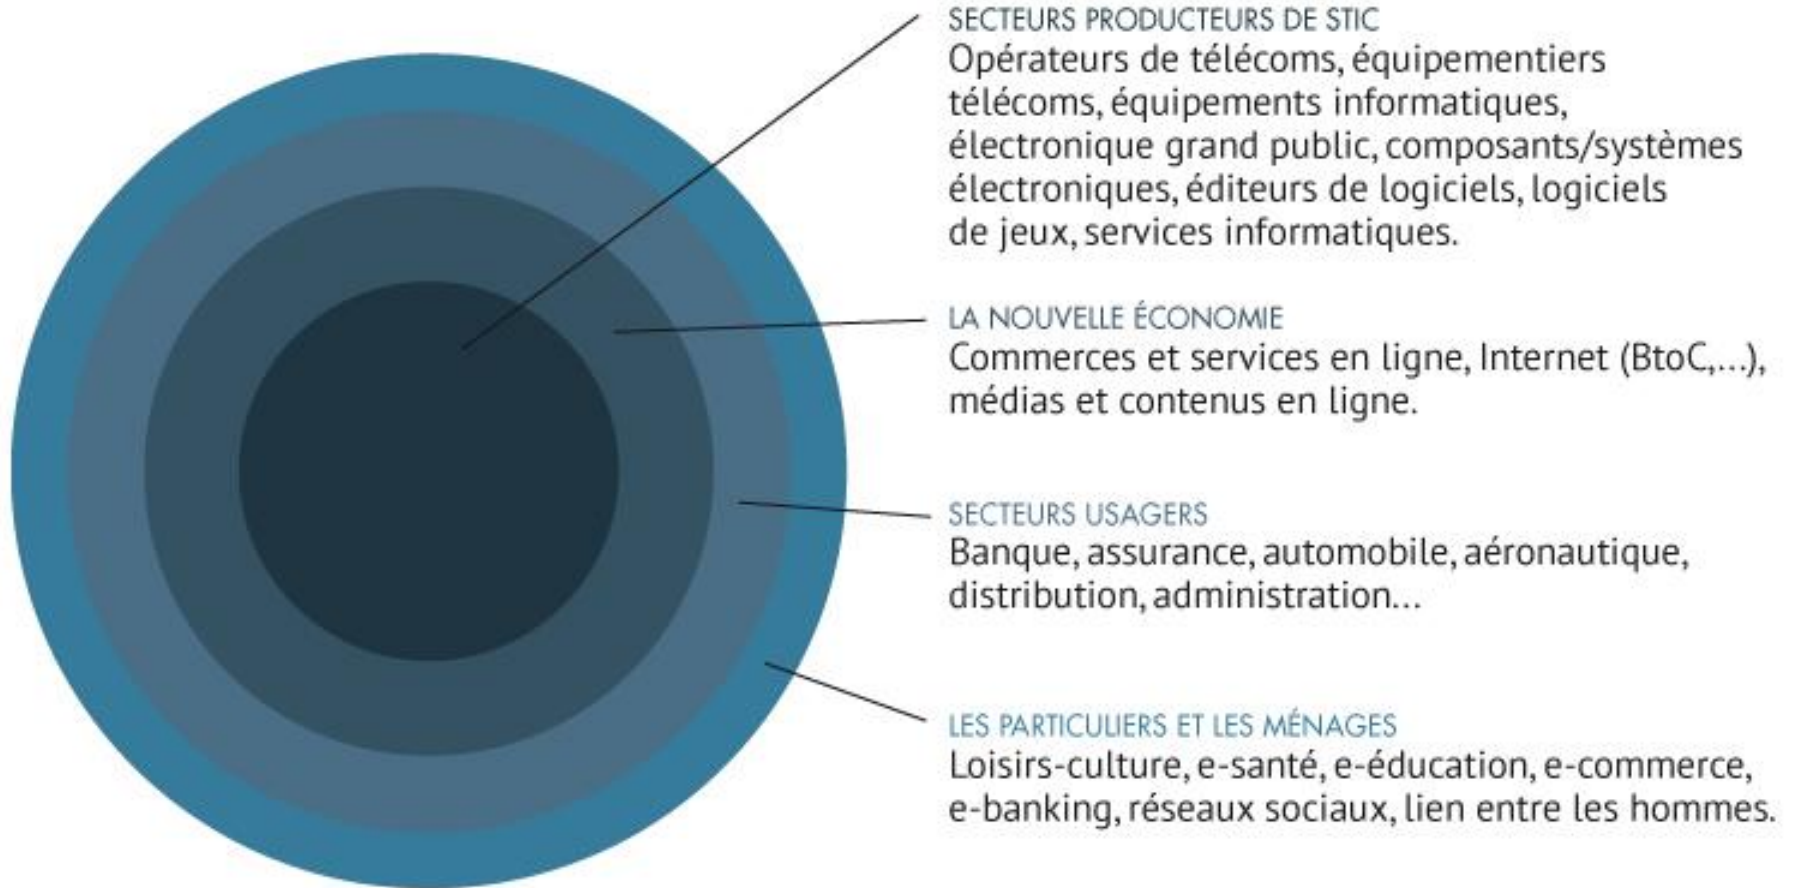 SECTEURS PRODUCTEURS DE STIC
Opérateurs de télécoms, équipementiers
télécoms, équipements informatiques,
électronique grand public, composants/systèmes
électroniques, éditeurs de logiciels, logiciels
de jeux, services informatiques.
LA NOUVELLE ÉCONOMIE
Commerces et services en ligne, Internet (BtoC,...),
médias et contenus en ligne.
SECTEURS USAGERS
Banque, assurance, automobile, aéronautique,
distribution, administration...
LES PARTICULIERS ET LES MÉNAGES
Loisirs-culture, e-santé, e-éducation, e-commerce,
e-banking, réseaux sociaux, lien entre les hommes.